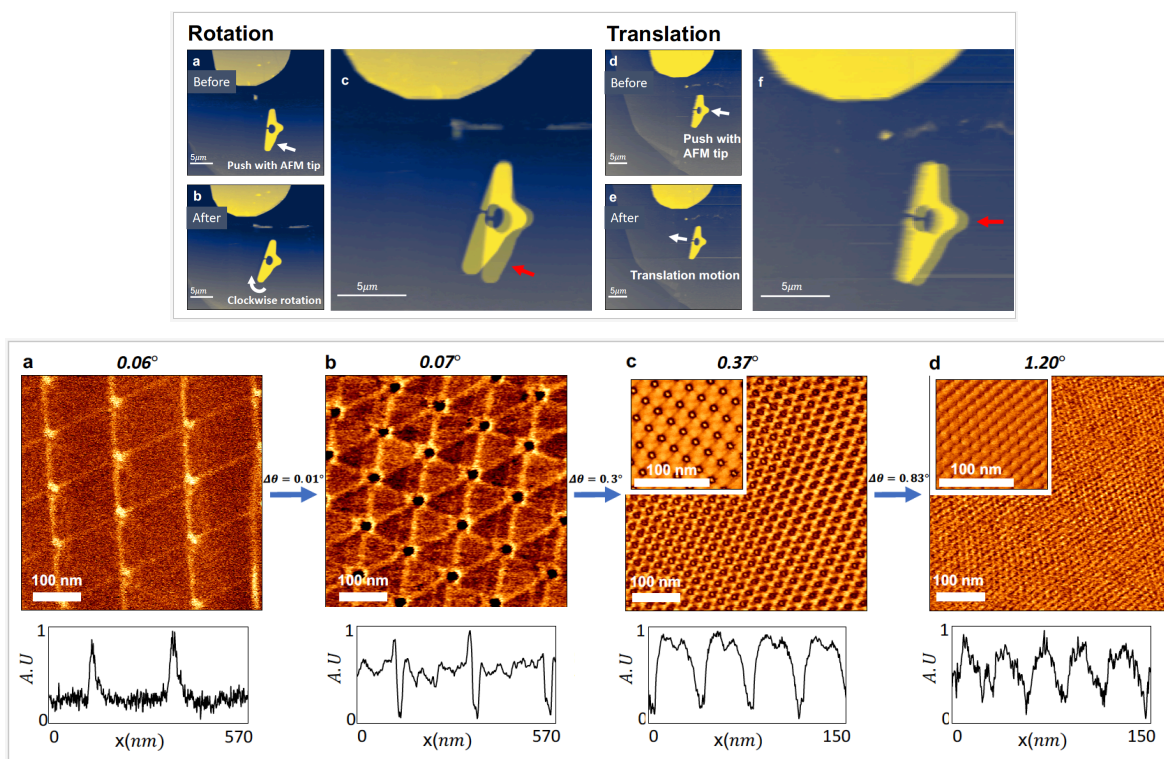 Rotation
Translation
a
Before
Push with AFM tip
5μm
b
After
Clockwise rotation
5μm
c
5μm
d
Before
Push with
AFM tip
5μm
e
After
Translation motion
5μm
f
5μm
a 0.06°
100 nm
Δθ = 0.01°
b 0.07°
100 nm
Δθ = 0.3°
c 0.37°
100 nm
100 nm
Δθ = 0.83°
d 1.20°
100 nm
100 nm
1
A.U
0
0 570
x(nm)
1
A.U
0
0 570
x(nm)
1
A.U
0
0 150
x(nm)
1
A.U
0
0 150
x(nm)